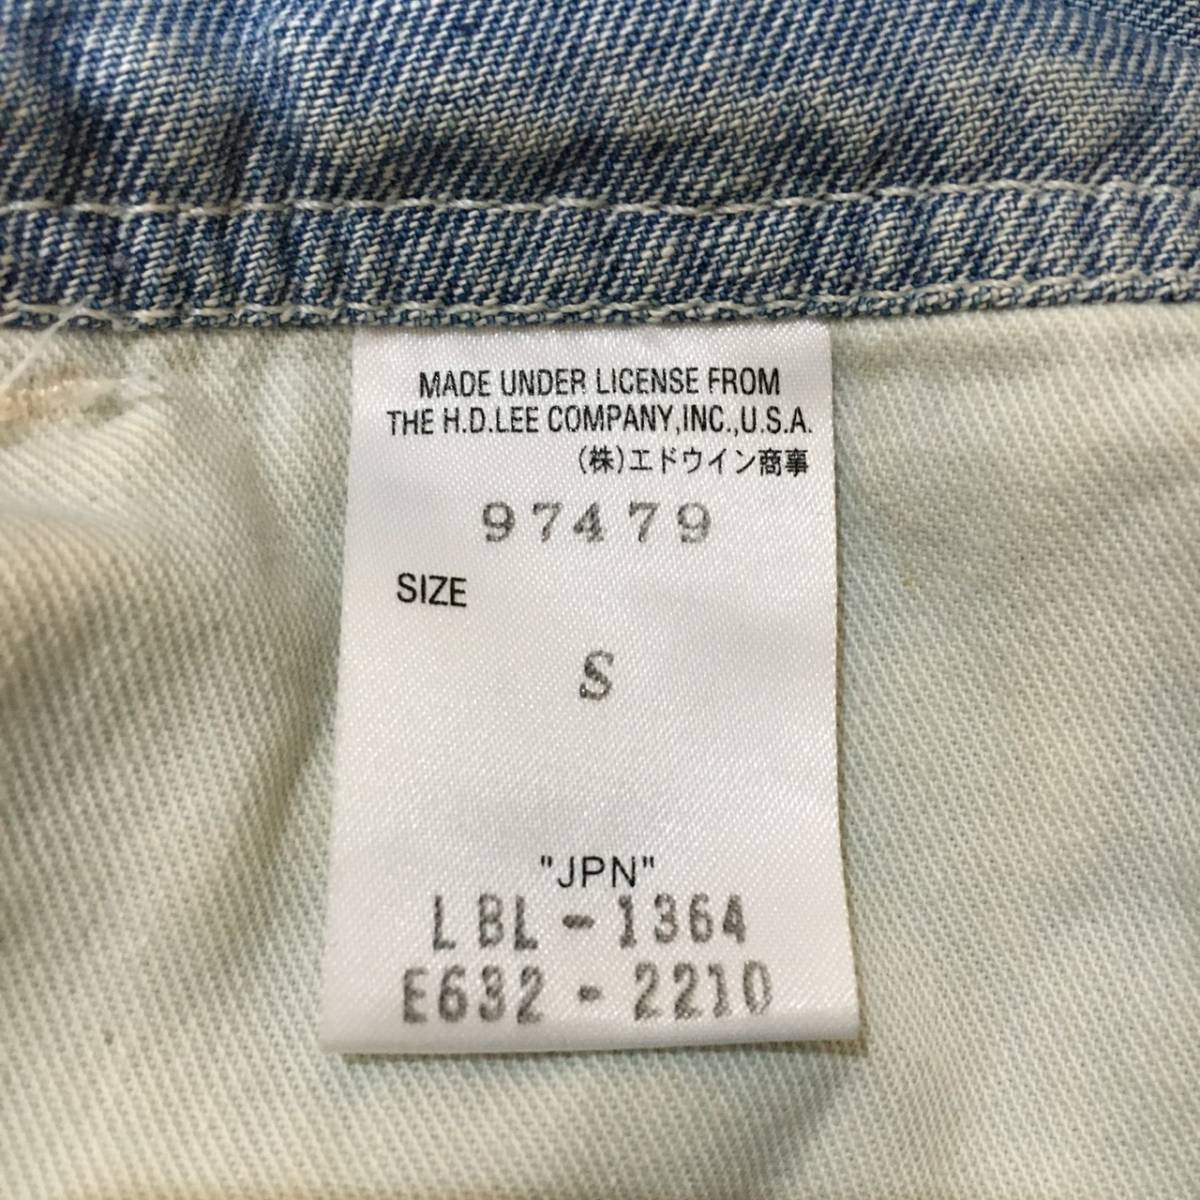 MADE UNDER LICENSE FROM
THE H.D.LEE COMPANY,INC.,U.S.A.
(株)エドウイン商事
97479
SIZE
S
"JPN"
LBL-1364
E632-2210